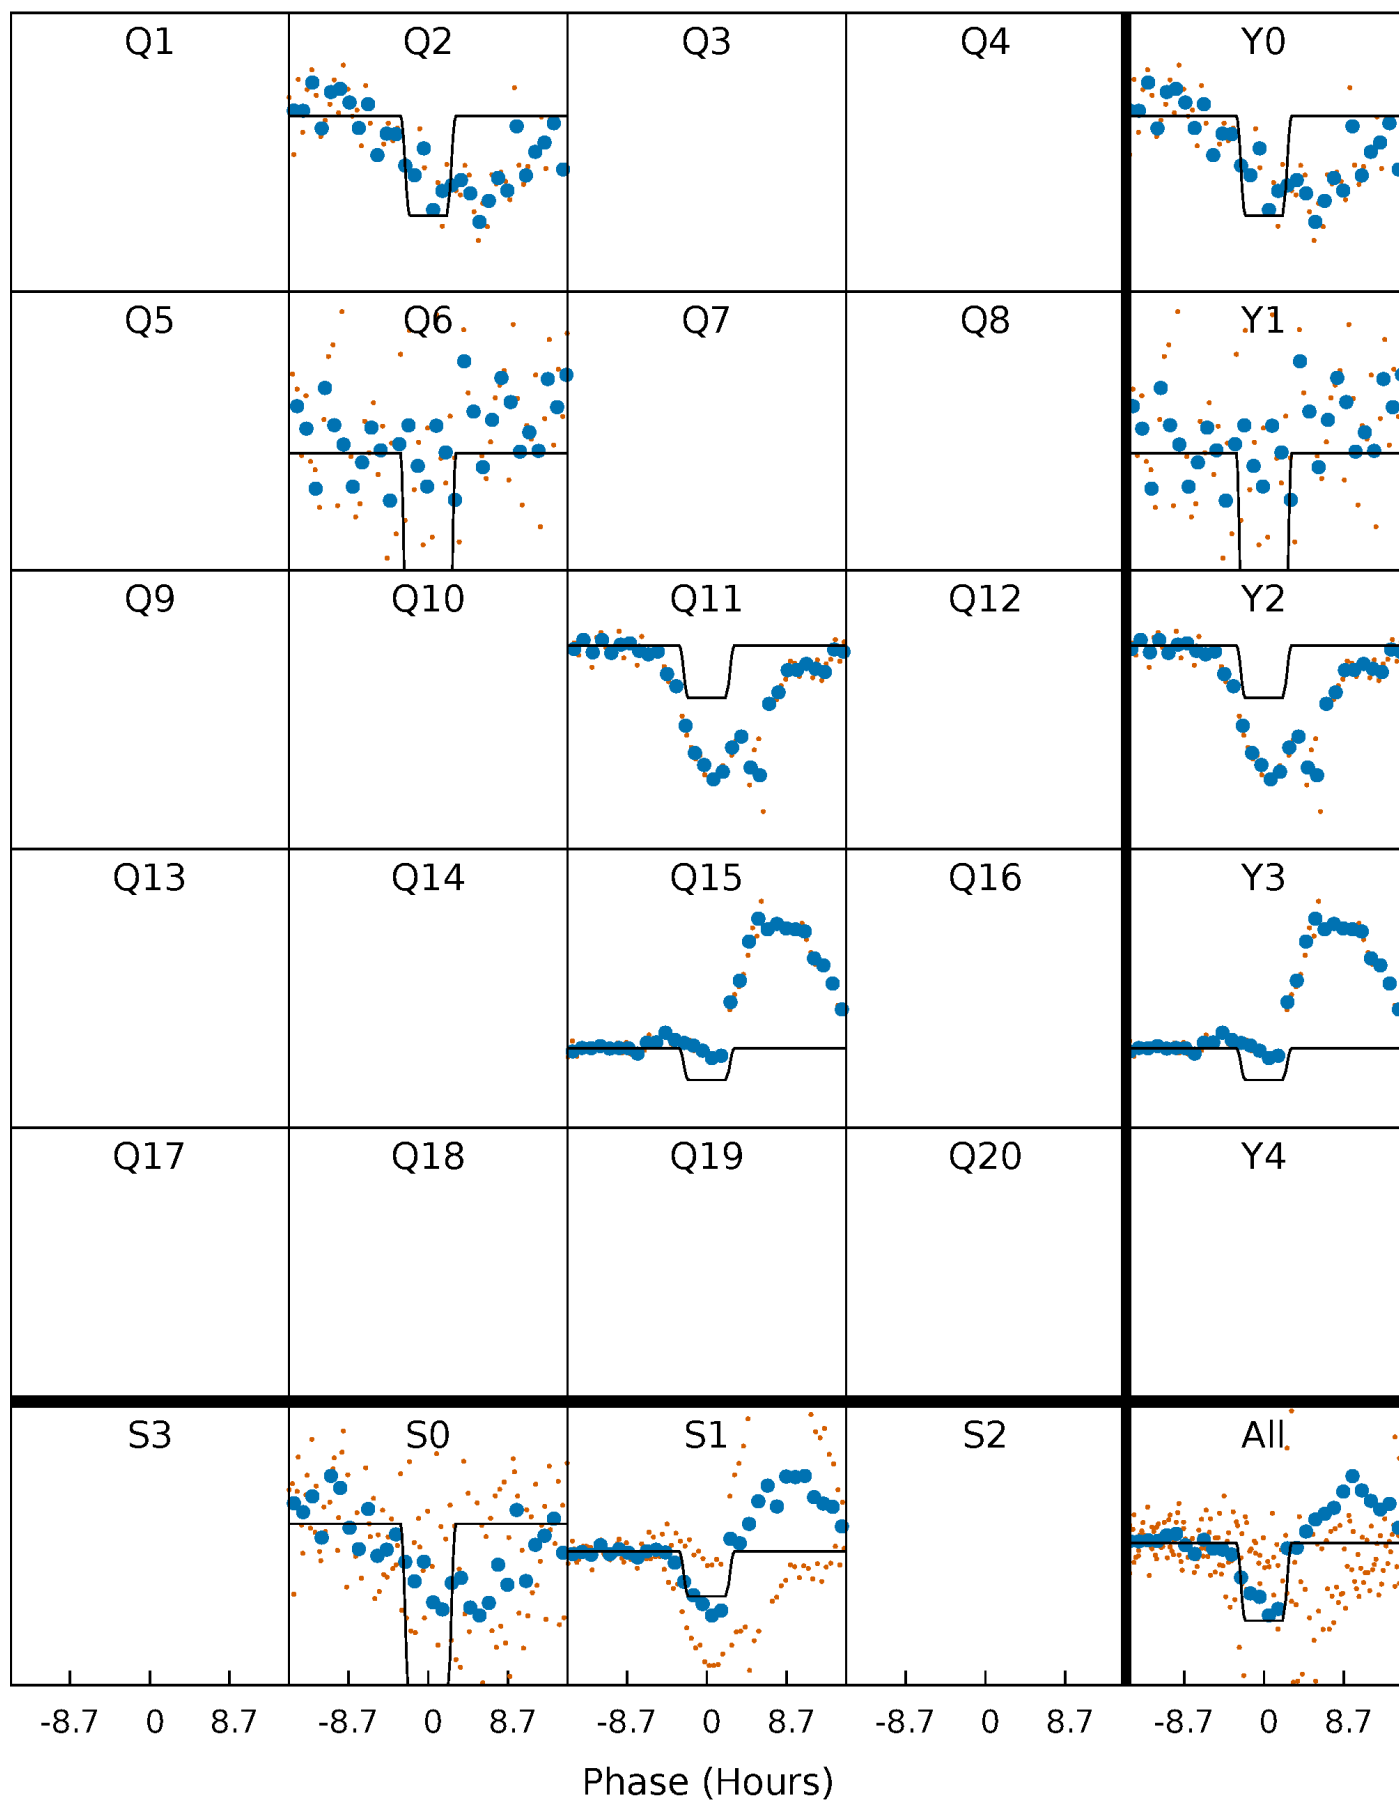 Q1 Q2 Q3 Q4 Y0
Q5 Q6 Q7 Q8 Y1
Q9 Q10 Q11 Q12 Y2
Q13 Q14 Q15 Q16 Y3
Q17 Q18 Q19 Q20 Y4
S3 S0 S1 S2 All
-8.7 0 8.7 -8.7 0 8.7 -8.7 0 8.7 -8.7 0 8.7 -8.7 0 8.7
Phase (Hours)